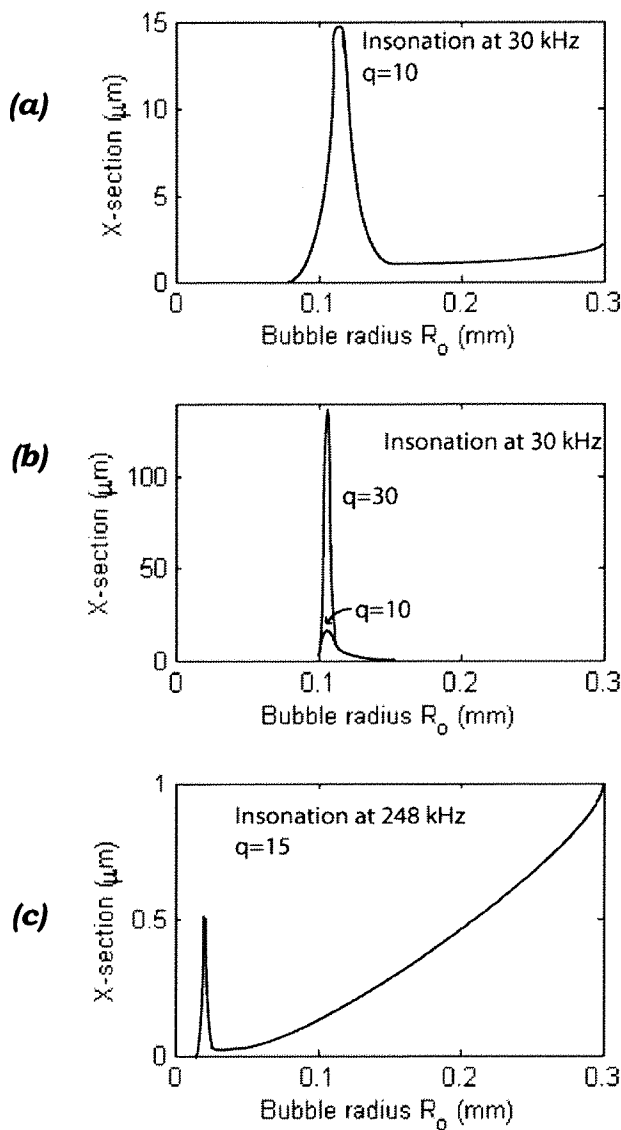 (a)
15
10
5
0
X-section (μm)
Insonation at 30 kHz
q=10
0
0.1
0.2
0.3
Bubble radius R₀ (mm)
(b)
100
50
0
X-section (μm)
Insonation at 30 kHz
q=30
q=10
0
0.1
0.2
0.3
Bubble radius R₀ (mm)
(c)
1
0.5
0
X-section (μm)
Insonation at 248 kHz
q=15
0
0.1
0.2
0.3
Bubble radius R₀ (mm)